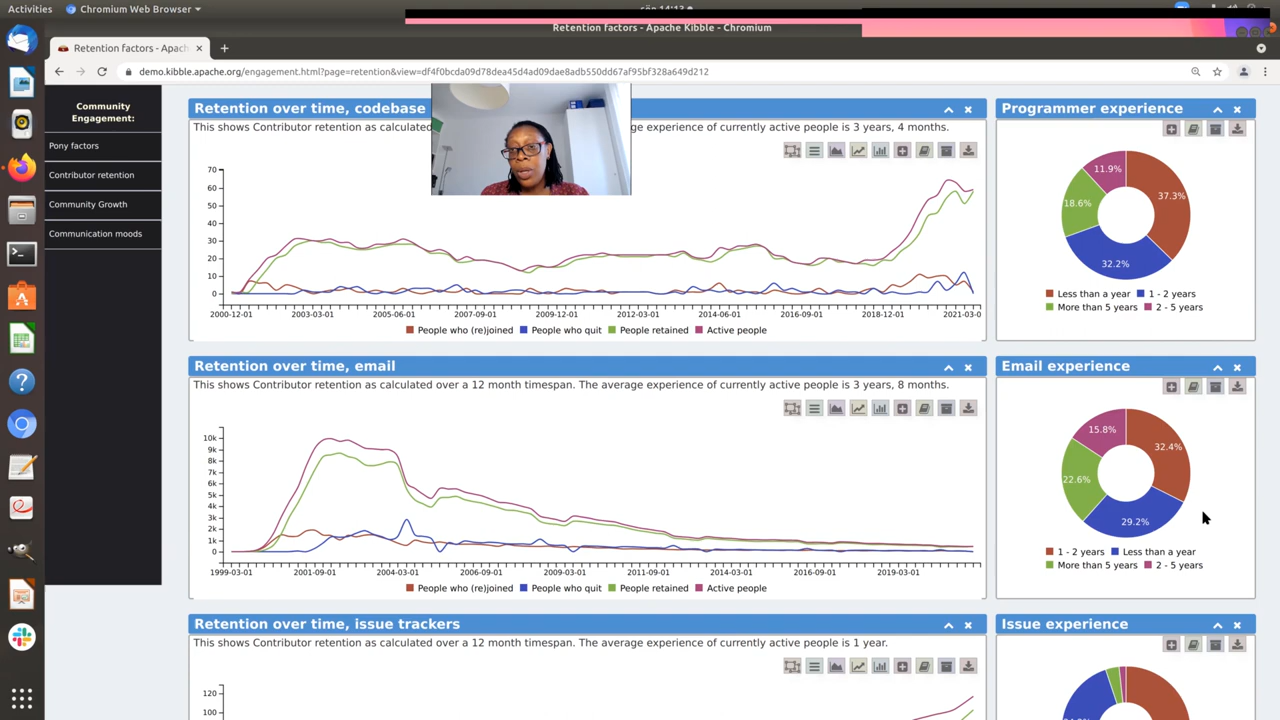 Activities
Chromium Web Browser
sön 14:13
Retention factors - Apache Kibble - Chromium
Retention factors - Apach
demo.kibble.apache.org/engagement.html?page=retention&view=df4f0bcda09d78dea45d4ad09dae8adb550dd67af95bf328a649d212
Community
Engagement:
Pony factors
Contributor retention
Community Growth
Communication moods
Retention over time, codebase
This shows Contributor retention as calculated
ge experience of currently active people is 3 years, 4 months.
70
60
50
40
30
20
10
0
2000-12-01 2003-03-01 2005-06-01 2007-09-01 2009-12-01 2012-03-01 2014-06-01 2016-09-01 2018-12-01 2021-03-0
People who (re)joined People who quit People retained Active people
Programmer experience
11.9%
37.3%
18.6%
32.2%
Less than a year 1 - 2 years
More than 5 years 2 - 5 years
Retention over time, email
This shows Contributor retention as calculated over a 12 month timespan. The average experience of currently active people is 3 years, 8 months.
10k
9k
8k
7k
6k
5k
4k
3k
2k
1k
0
1999-03-01 2001-09-01 2004-03-01 2006-09-01 2009-03-01 2011-09-01 2014-03-01 2016-09-01 2019-03-01
People who (re)joined People who quit People retained Active people
Email experience
15.8%
32.4%
22.6%
29.2%
1 - 2 years Less than a year
More than 5 years 2 - 5 years
Retention over time, issue trackers
This shows Contributor retention as calculated over a 12 month timespan. The average experience of currently active people is 1 year.
120
100
Issue experience